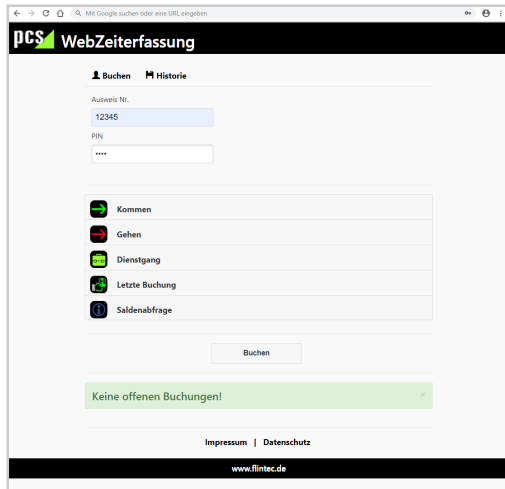 Mit Google suchen oder eine URL eingeben
pcs WebZeiterfassung
Buchen Historie
Ausweis Nr.
12345
PIN
••••
Kommen
Gehen
Dienstgang
Letzte Buchung
Saldenabfrage
Buchen
Keine offenen Buchungen! ×
Impressum | Datenschutz
www.flintec.de